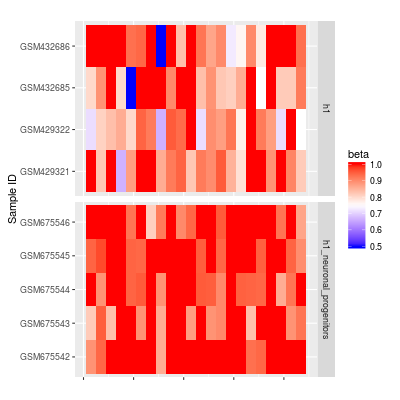 GSM432686
GSM432685
GSM429322
GSM429321
h1
GSM675546
GSM675545
GSM675544
GSM675543
GSM675542
h1_neuronal_progenitors
Sample ID
beta
1.0
0.9
0.8
0.7
0.6
0.5